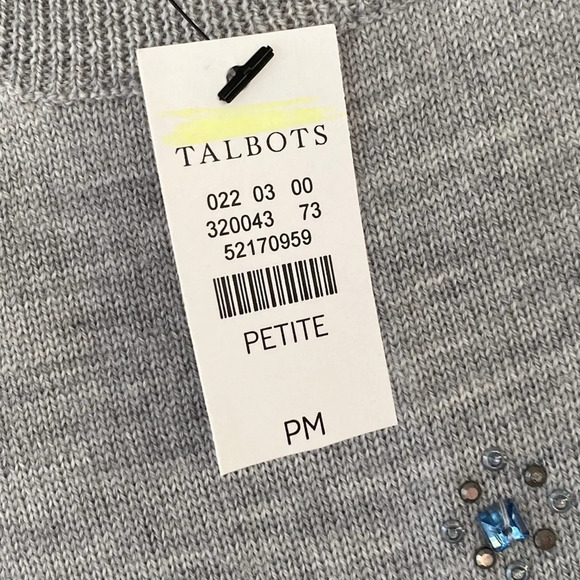 TALBOTS
022 03 00
320043 73
52170959
PETITE
PM